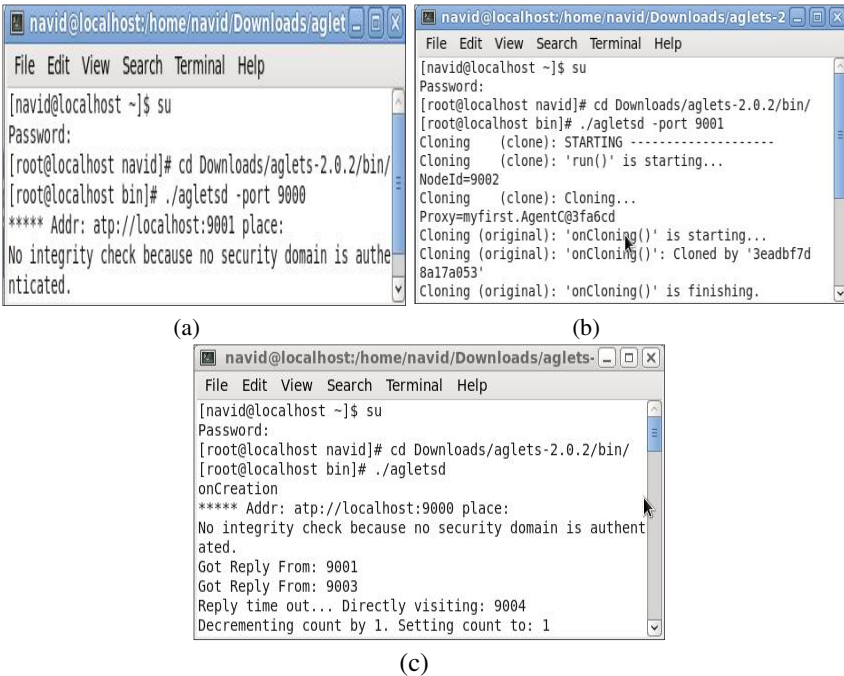 navid@localhost:/home/navid/Downloads/aglet
File Edit View Search Terminal Help
[navid@localhost ~]$ su
Password:
[root@localhost navid]# cd Downloads/aglets-2.0.2/bin/
[root@localhost bin]# ./agletsd -port 9000
***** Addr: atp://localhost:9001 place:
No integrity check because no security domain is authe
nticated.
(a)
navid@localhost:/home/navid/Downloads/aglets-2
File Edit View Search Terminal Help
[navid@localhost ~]$ su
Password:
[root@localhost navid]# cd Downloads/aglets-2.0.2/bin/
[root@localhost bin]# ./agletsd -port 9001
Cloning (clone): STARTING --------------------
Cloning (clone): 'run()' is starting...
NodeId=9002
Cloning (clone): Cloning...
Proxy=myfirst.AgentC@3fa6cd
Cloning (original): 'onCloning()' is starting...
Cloning (original): 'onCloning()': Cloned by '3eadbf7d
8a17a053'
Cloning (original): 'onCloning()' is finishing.
(b)
navid@localhost:/home/navid/Downloads/aglets-
File Edit View Search Terminal Help
[navid@localhost ~]$ su
Password:
[root@localhost navid]# cd Downloads/aglets-2.0.2/bin/
[root@localhost bin]# ./agletsd
onCreation
***** Addr: atp://localhost:9000 place:
No integrity check because no security domain is authent
ated.
Got Reply From: 9001
Got Reply From: 9003
Reply time out... Directly visiting: 9004
Decrementing count by 1. Setting count to: 1
(c)